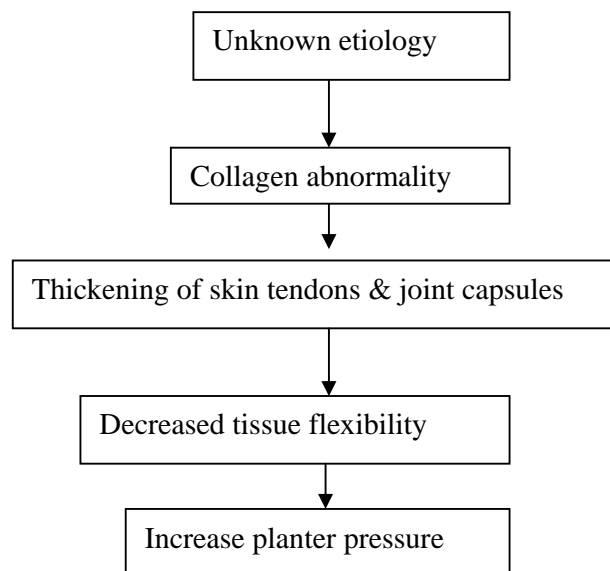 Unknown etiology
Collagen abnormality
Thickening of skin tendons & joint capsules
Decreased tissue flexibility
Increase planter pressure